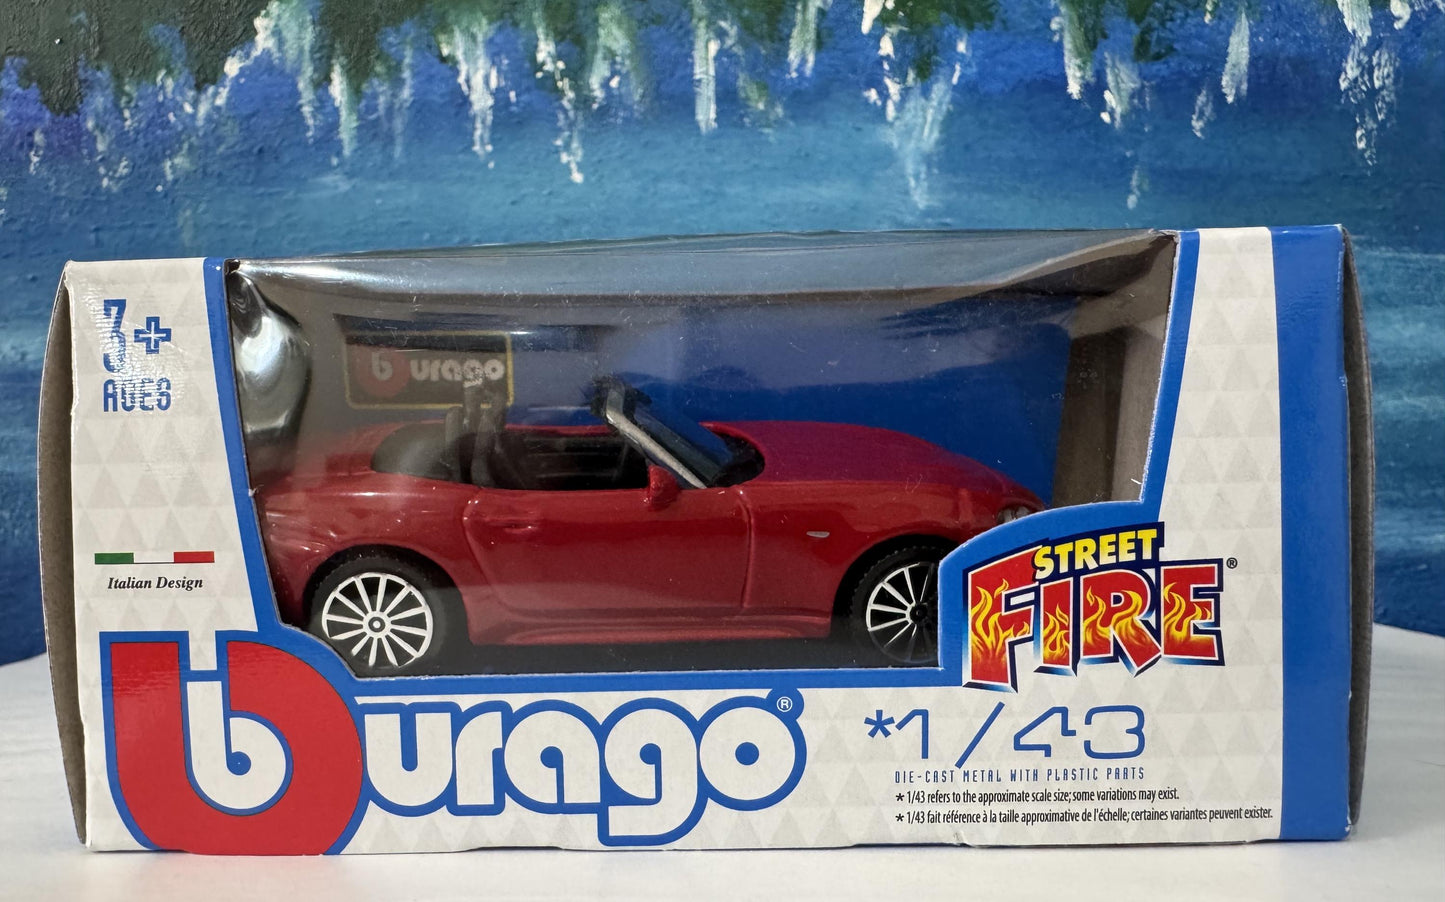 3+
AGES
burago
Italian Design
STREET
FIRE®
burago®
*1/43
DIE-CAST METAL WITH PLASTIC PARTS
* 1/43 refers to the approximate scale size; some variations may exist.
* 1/43 fait référence à la taille approximative de l'échelle; certaines variantes peuvent exister.